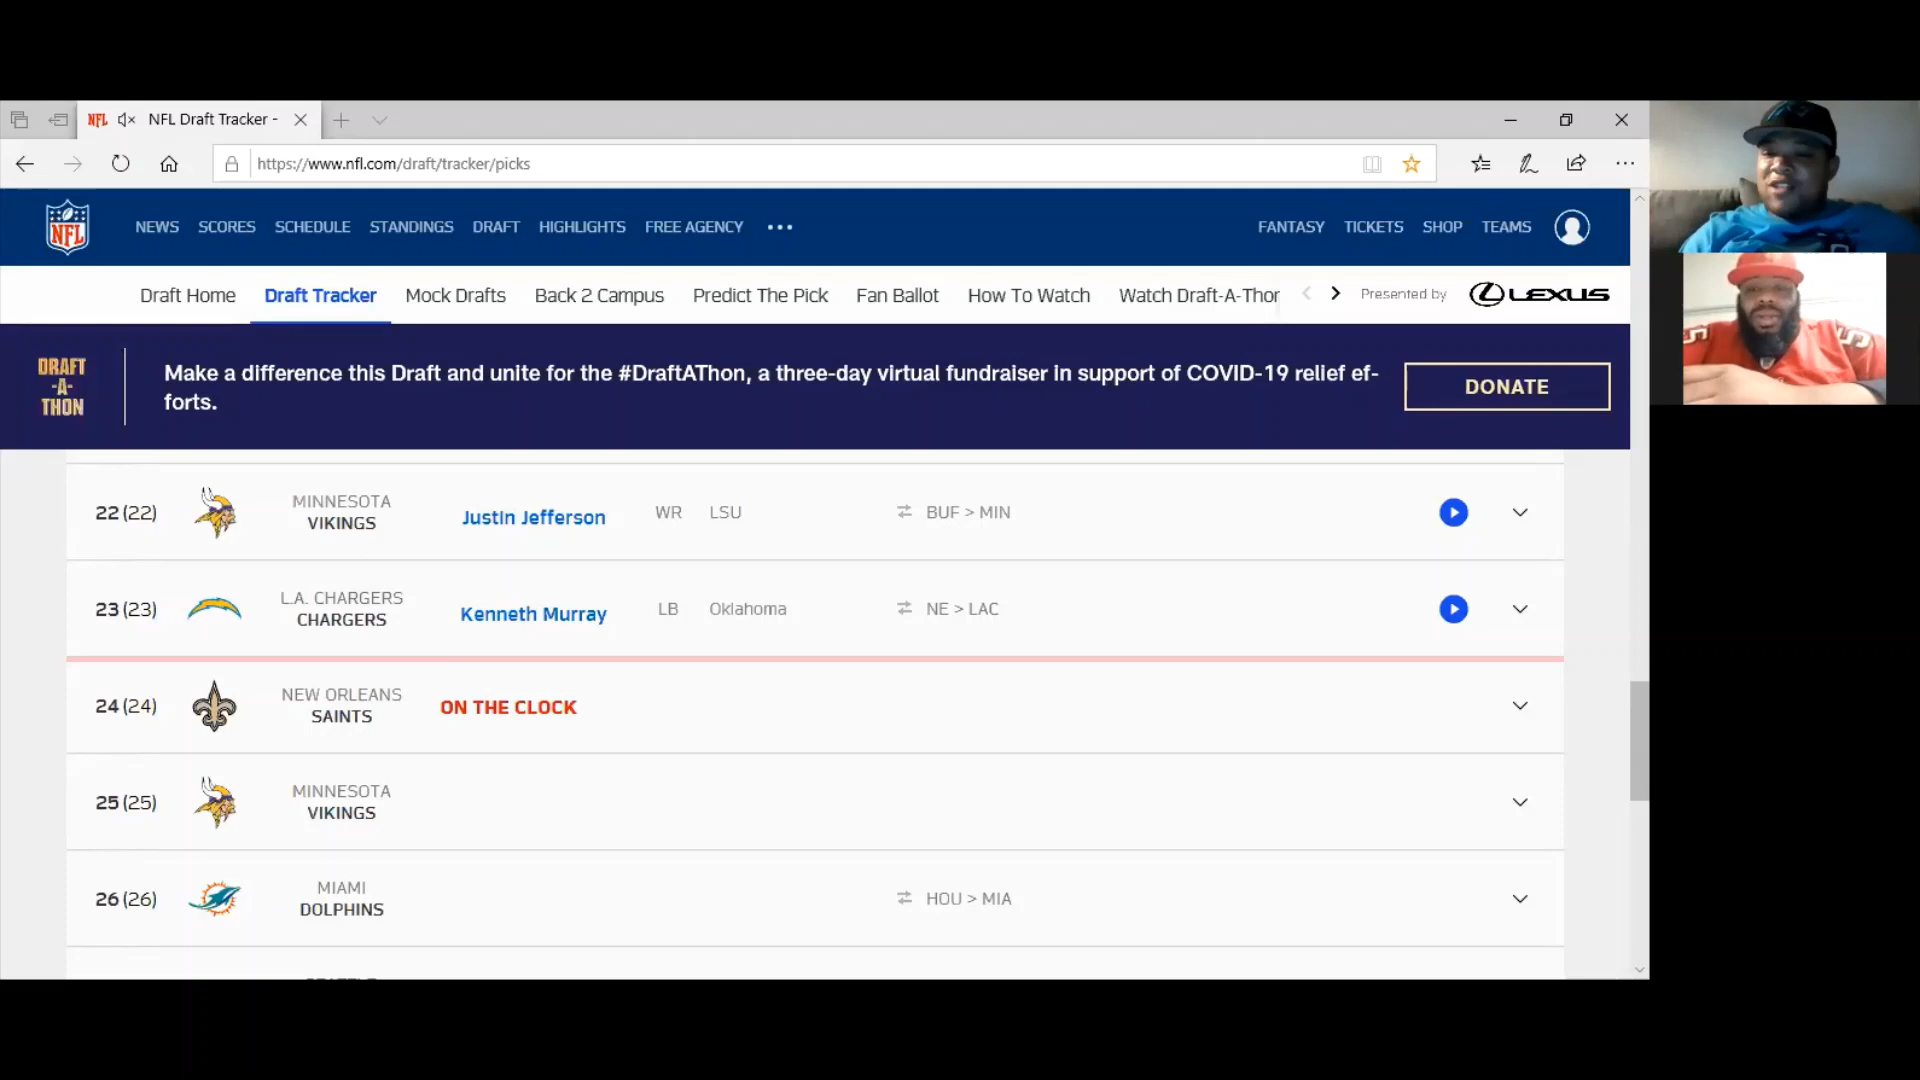 NFL NFL Draft Tracker -
https://www.nfl.com/draft/tracker/picks
NFL NEWS SCORES SCHEDULE STANDINGS DRAFT HIGHLIGHTS FREE AGENCY ... FANTASY TICKETS SHOP TEAMS
Draft Home Draft Tracker Mock Drafts Back 2 Campus Predict The Pick Fan Ballot How To Watch Watch Draft-A-Thor Presented by LEXUS
DRAFT
-A-
THON
Make a difference this Draft and unite for the #DraftAThon, a three-day virtual fundraiser in support of COVID-19 relief ef-
forts.
DONATE
22 (22) MINNESOTA
VIKINGS Justin Jefferson WR LSU BUF > MIN
23 (23) L.A. CHARGERS
CHARGERS Kenneth Murray LB Oklahoma NE > LAC
24 (24) NEW ORLEANS
SAINTS ON THE CLOCK
25 (25) MINNESOTA
VIKINGS
26 (26) MIAMI
DOLPHINS HOU > MIA